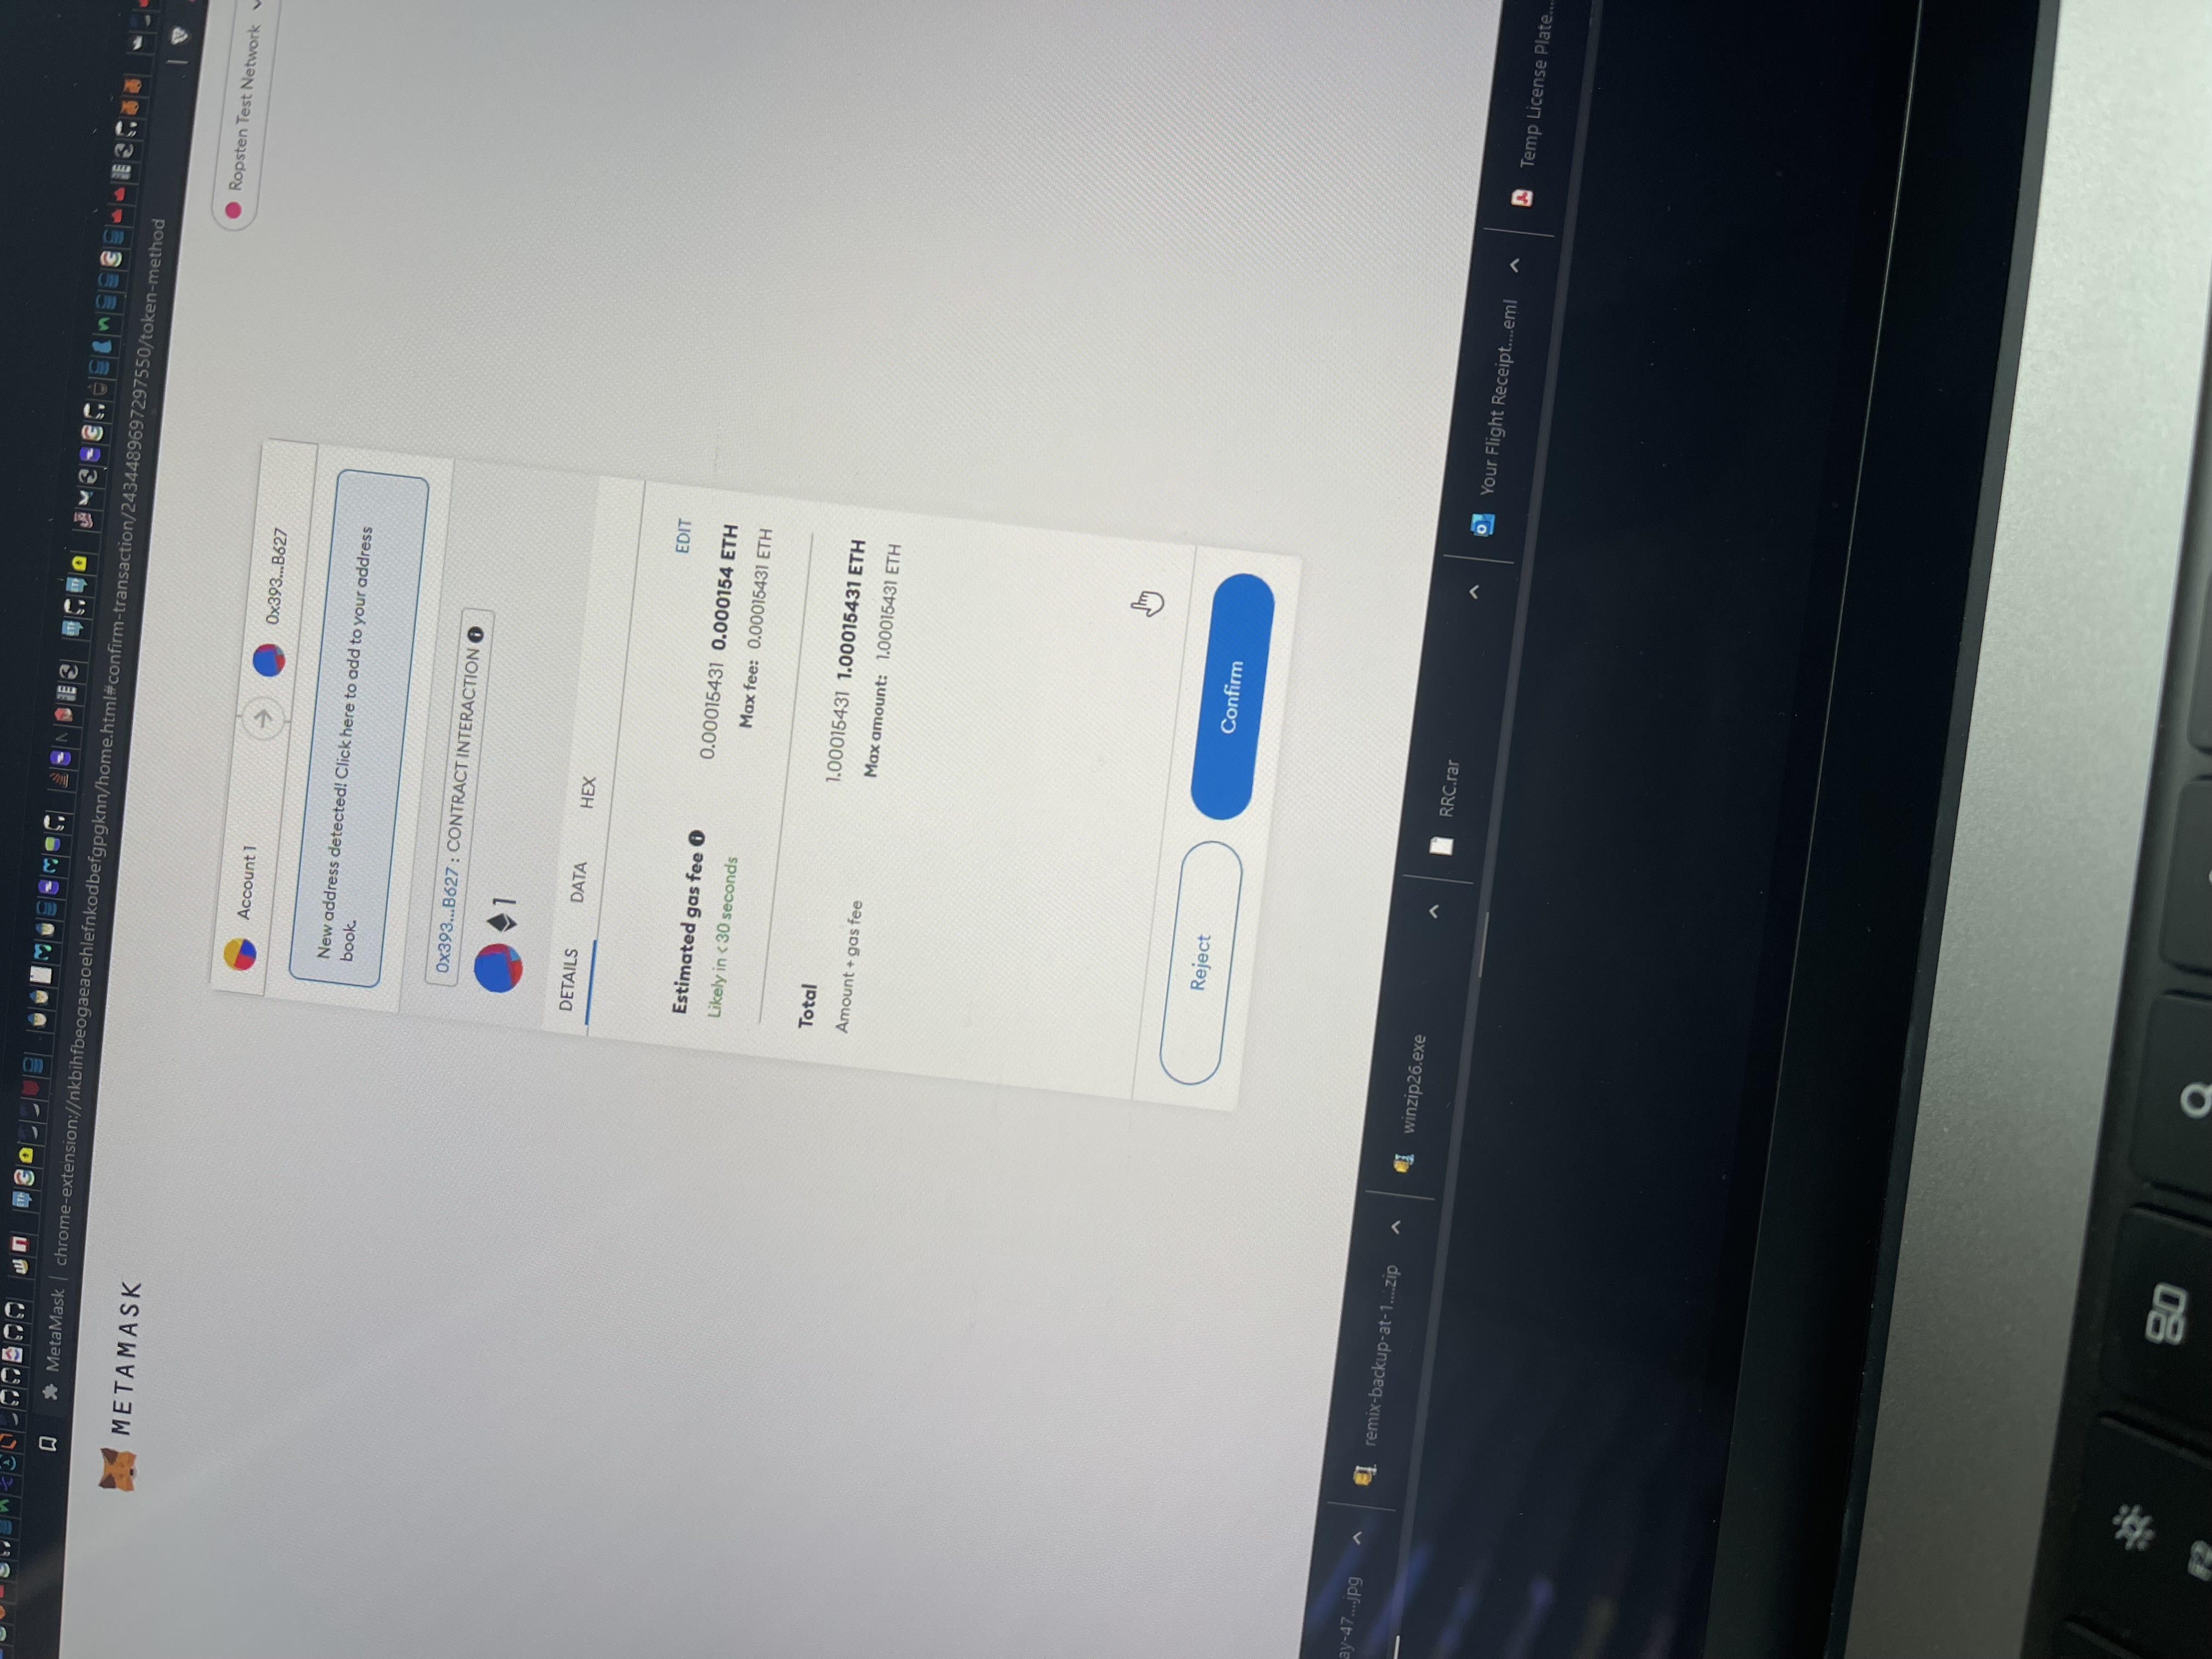 MetaMask | chrome-extension://nkbihfbeogaeaoehlefnkodbefgpgknn/home.html#confirm-transaction/2434489697297550/token-method
METAMASK
Ropsten Test Network
Account 1
0x393...B627
New address detected! Click here to add to your address
book.
0x393...B627 : CONTRACT INTERACTION
1
DETAILS DATA HEX
EDIT
Estimated gas fee 0.00015431 0.000154 ETH
Likely in < 30 seconds Max fee: 0.00015431 ETH
Total 1.00015431 1.00015431 ETH
Amount + gas fee Max amount: 1.00015431 ETH
Reject Confirm
ay-47....jpg
remix-backup-at-1....zip
winzip26.exe
RRC.rar
Your Flight Receipt....eml
Temp License Plate...
F2